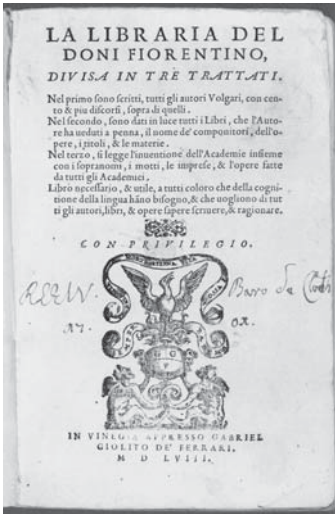 LA LIBRARIA DEL
DONI FIORENTINO,
DIVISA IN TRE TRATTATI.
Nel primo sono scritti, tutti gli autori Volgari, con cen-
to & piu discorsi, sopra di quelli.
Nel secondo, sono dati in luce tutti i Libri, che l'Auto-
re ha ueduti a penna, il nome de' componitori, dell'o-
pere, i titoli, & le materie.
Nel terzo, si legge l'inuentione dell'Academie insieme
con i sopranomi, i motti, le imprese, & l'opere fatte
da tutti gli Academici.
Libro necessario, & utile, a tutti coloro che della cogni-
tione della lingua hãno bisogno, & che uogliono di tut
ti gli autori, libri, & opere sapere scriuere, & ragionare.
CON PRIVILEGIO.
Barro da
IN VINEGIA APPRESSO GABRIEL
GIOLITO DE' FERRARI.
M D LVIII.